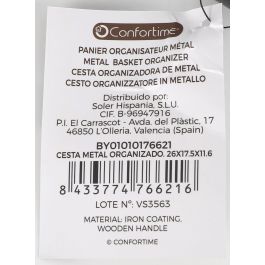 Confortime
PANIER ORGANISATEUR MÉTAL
METAL BASKET ORGANIZER
CESTA ORGANIZADORA DE METAL
CESTO ORGANIZZATORE IN METALLO
Distribuido por:
Soler Hispania, S.L.U.
CIF. B-96947916
P.I. El Carrascot - Avda. del Plàstic, 17
46850 L'Olleria, Valencia (Spain)
BY01010176621
CESTA METAL ORGANIZADO. 26X17.5X11.6
8 433774 766216
LOTE Nº: VS3563
MATERIAL: IRON COATING,
WOODEN HANDLE
© CONFORTIME